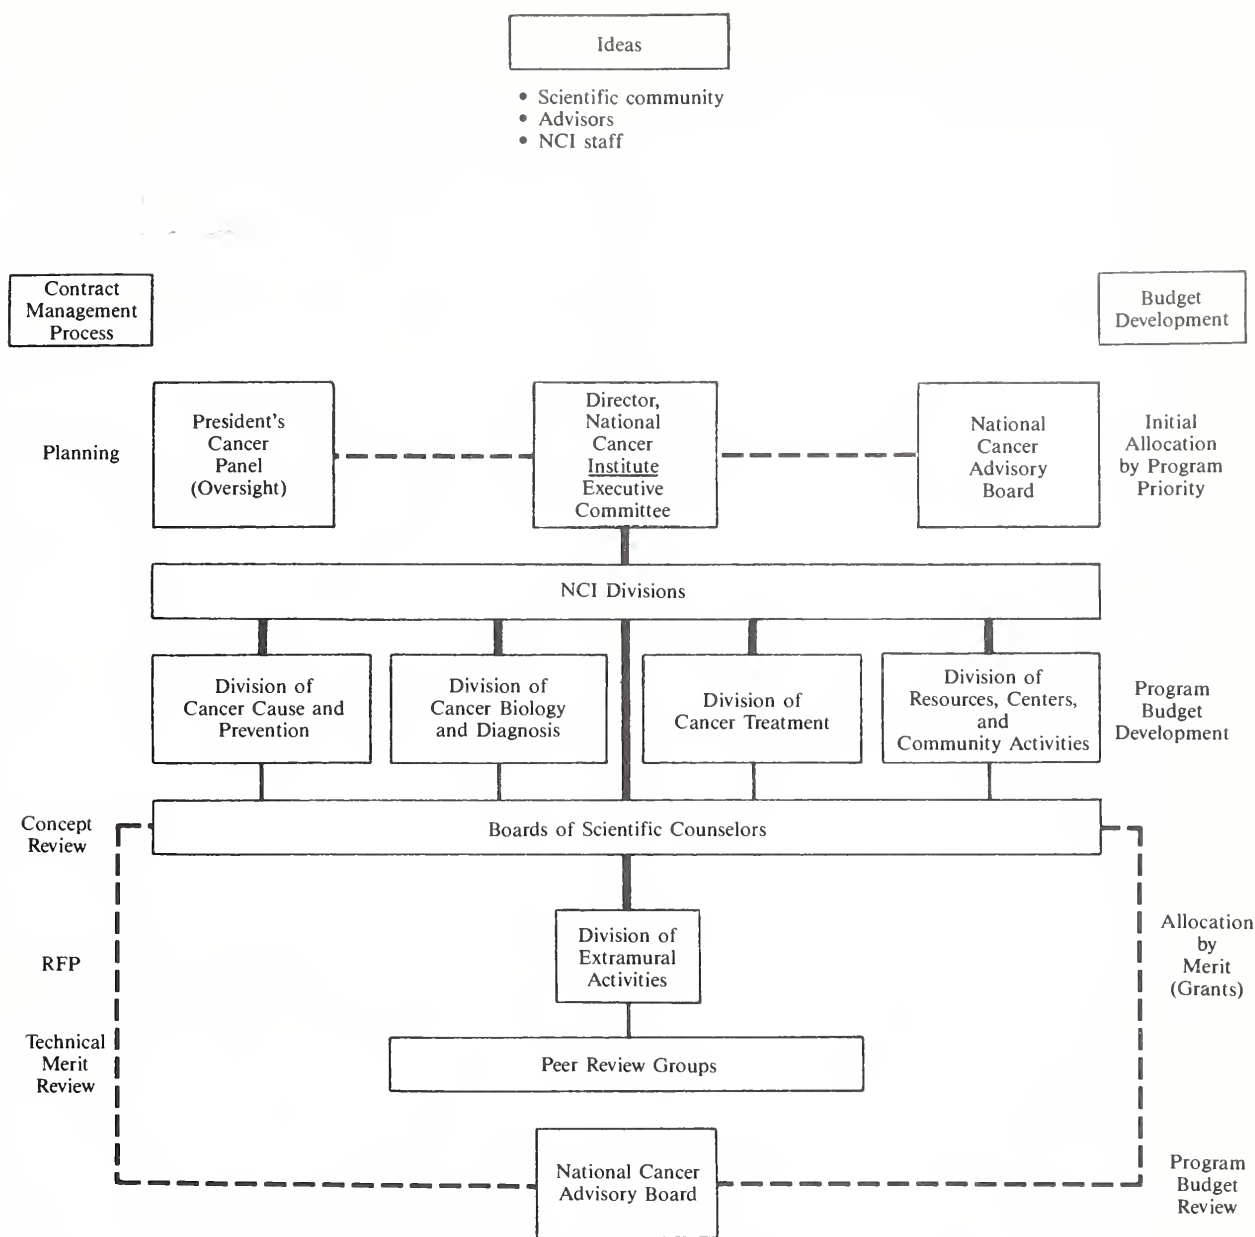 Ideas
• Scientific community
• Advisors
• NCI staff
Contract
Management
Process
Budget
Development
Planning
President's
Cancer
Panel
(Oversight)
Director,
National
Cancer
Institute
Executive
Committee
National
Cancer
Advisory
Board
Initial
Allocation
by Program
Priority
NCI Divisions
Division of
Cancer Cause and
Prevention
Division of
Cancer Biology
and Diagnosis
Division of
Cancer Treatment
Division of
Resources, Centers,
and
Community Activities
Program
Budget
Development
Concept
Review
Boards of Scientific Counselors
RFP
Division of
Extramural
Activities
Allocation
by
Merit
(Grants)
Technical
Merit
Review
Peer Review Groups
National Cancer
Advisory Board
Program
Budget
Review